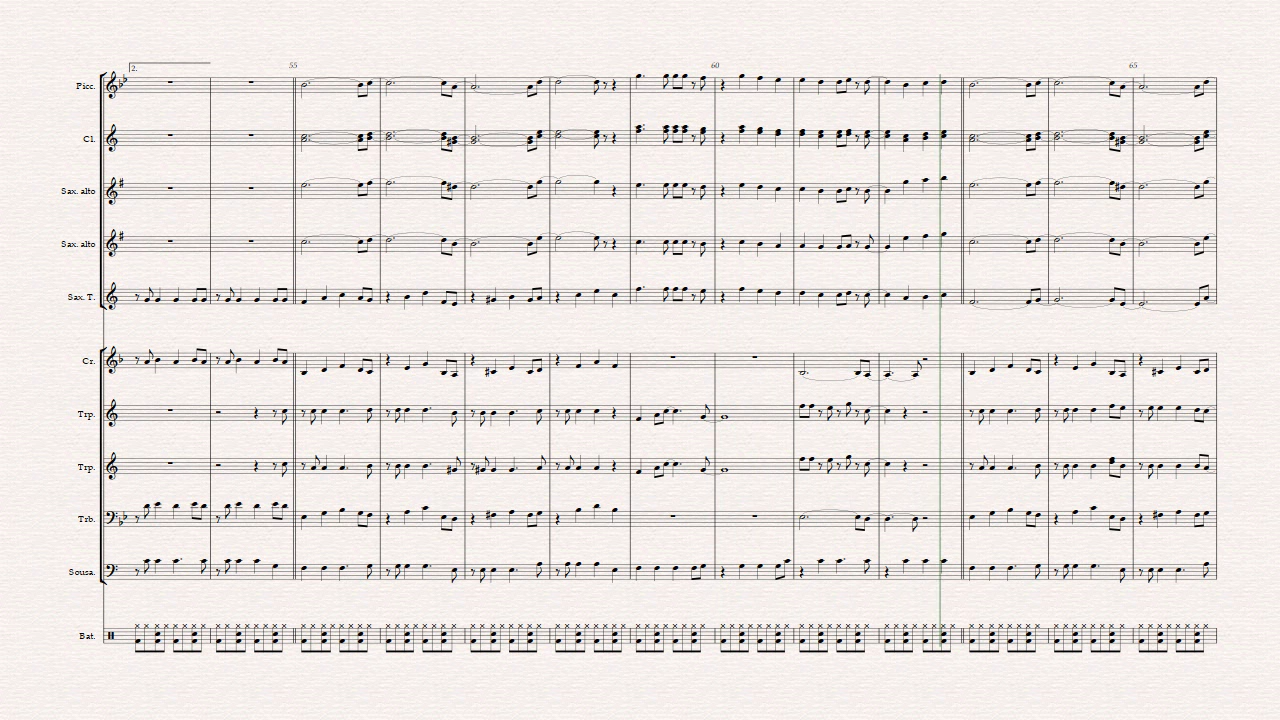 2.
55
60
65
Picc.
Cl.
Sax. alto
Sax. alto
Sax. T.
Cr.
Trp.
Trp.
Trb.
Sousa.
Bat.